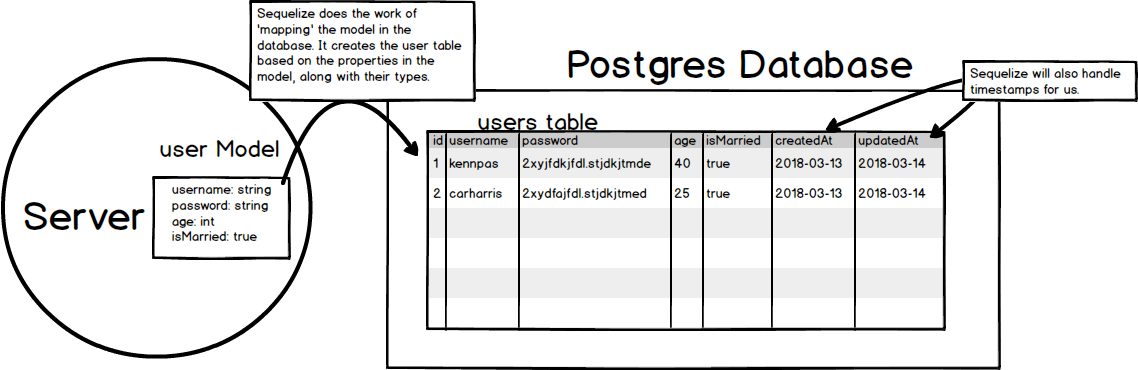 Sequelize does the work of
'mapping' the model in the
database. It creates the user table
based on the properties in the
model, along with their types.
Postgres Database
Sequelize will also handle
timestamps for us.
users table
user Model
Server
username: string
password: string
age: int
isMarried: true
id username password age isMarried createdAt updatedAt
1 kennpas 2xyjfdkjfdl.stjdkjtmde 40 true 2018-03-13 2018-03-14
2 carharris 2xydfajfdl.stjdkjtmed 25 true 2018-03-13 2018-03-14